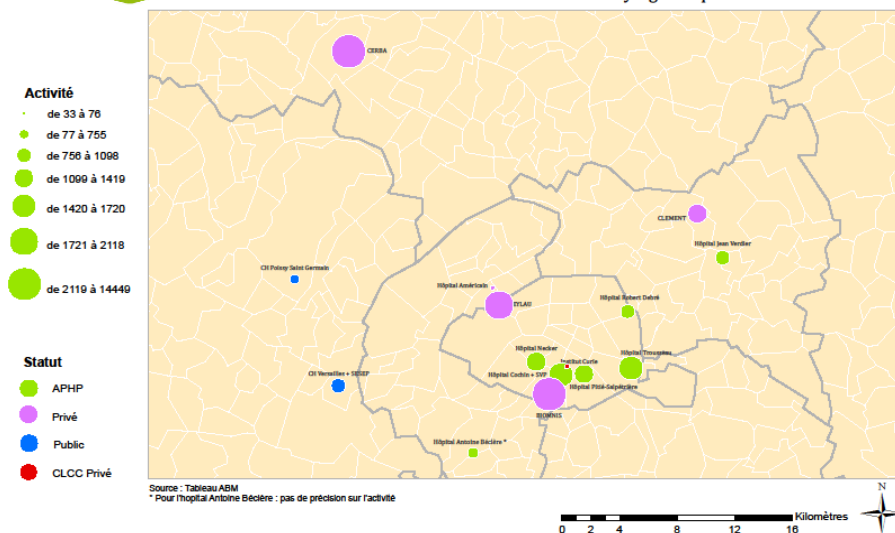 Activité
de 33 à 76
de 77 à 755
de 756 à 1098
de 1099 à 1419
de 1420 à 1720
de 1721 à 2118
de 2119 à 14449
Statut
APHP
Privé
Public
CLCC Privé
CERBA
CLEMENT
Hôpital Jean Verdier
CH Poissy Saint Germain
Hôpital Américain
EYLAU
Hôpital Robert Debré
Hôpital Necker
Institut Curie
Hôpital Trousseau
CH Versailles + SESEP
Hôpital Cochin + SVP
Hôpital Pitié-Salpêtrière
BIOMNIS
Hôpital Antoine Béclère *
Source : Tableau ABM
* Pour l'hopital Antoine Béclère : pas de précision sur l'activité
N
Kilomètres
0 2 4 8 12 16